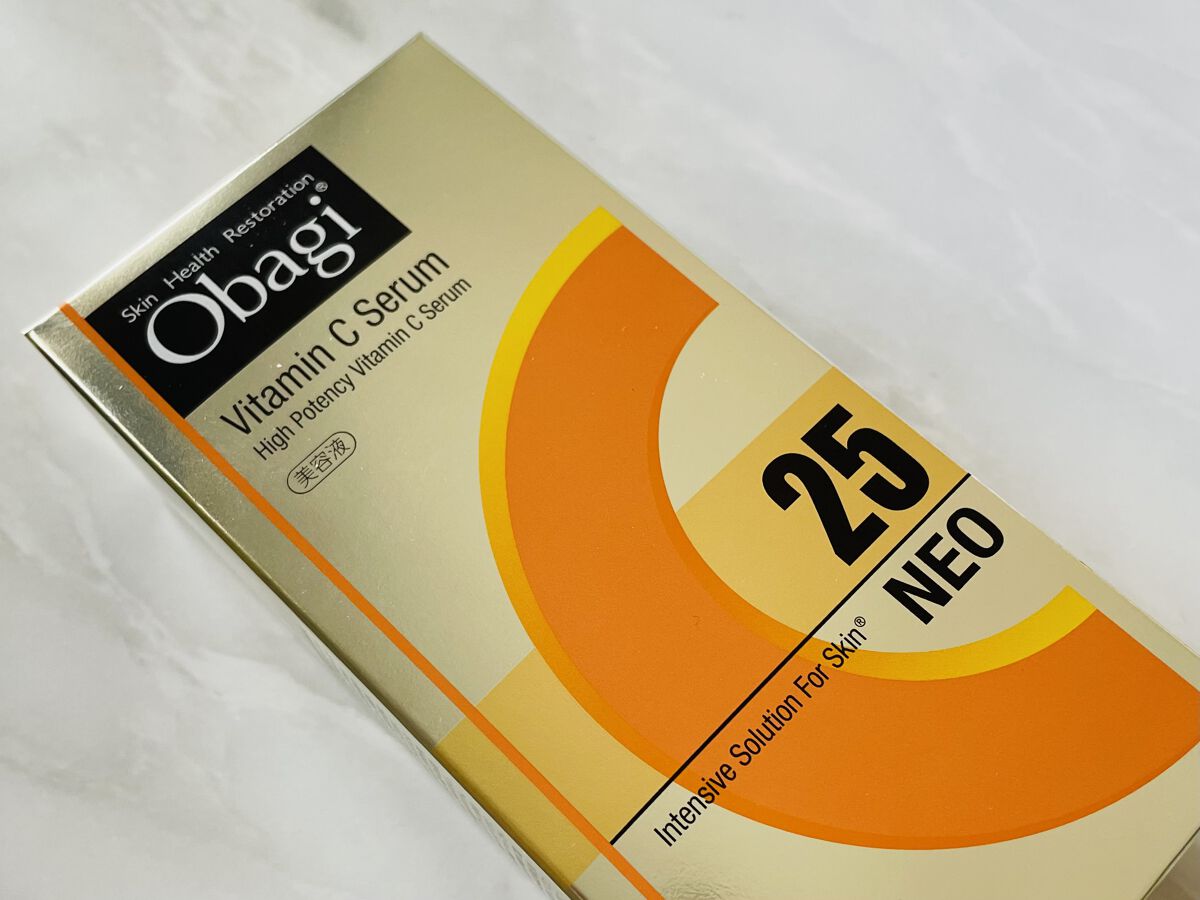 Skin Health Restoration
Obagi®
Vitamin C Serum
High Potency Vitamin C Serum
美容液
25
NEO
Intensive Solution For Skin®